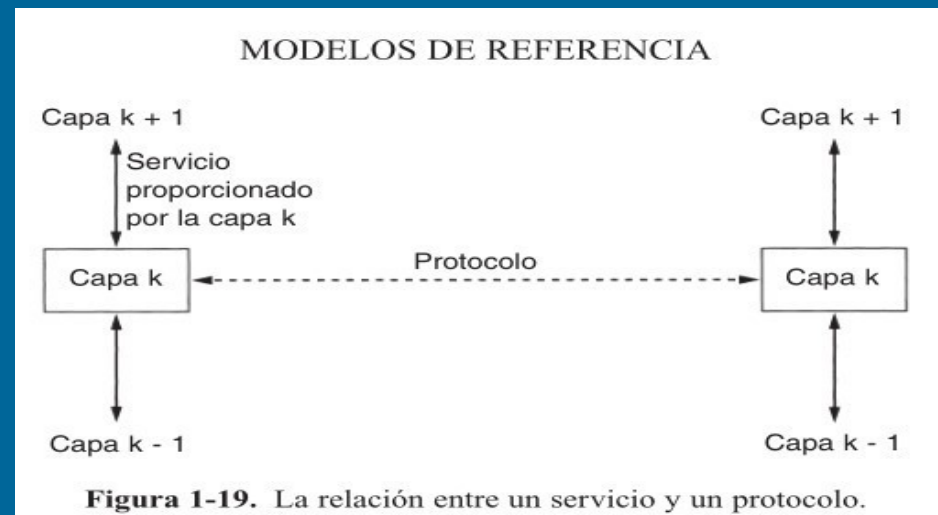 MODELOS DE REFERENCIA
Capa k + 1
Capa k + 1
Servicio
proporcionado
por la capa k
Capa k
Protocolo
Capa k
Capa k - 1
Capa k - 1
Figura 1-19. La relación entre un servicio y un protocolo.